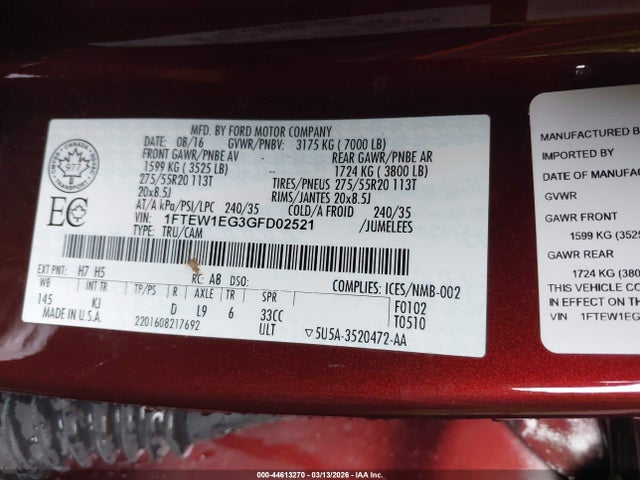 MFD. BY FORD MOTOR COMPANY
DATE: 08/16 GVWR/PNBV: 3175 KG ( 7000 LB)
FRONT GAWR/PNBE AV REAR GAWR/PNBE AR
1599 KG ( 3525 LB) 1724 KG ( 3800 LB)
275/55R20 113T TIRES/PNEUS 275/55R20 113T
20x8.5J RIMS/JANTES 20x8.5J
AT/A kPa/PSI/LPC 240/35 COLD/A FROID 240/35
VIN: 1FTEW1EG3GFD02521 /JUMELEES
TYPE: TRU/CAM
CANADA
TRANSPORT
977
EC
EXT PNT: H7 H5 RC: A8 DSO: COMPLIES: ICES/NMB-002
WB INT TR TP/PS R AXLE TR SPR F0102
145 KJ D L9 6 33CC T0510
MADE IN U.S.A. 2201608217692 ULT ▽5U5A-3520472-AA
MANUFACTURED B
IMPORTED BY
DATE OF MANUFAC
GVWR
GAWR FRONT
1599 KG (3525
GAWR REAR
1724 KG (3800
THIS VEHICLE CO
IN EFFECT ON TH
VIN 1FTEW1EG
000-44613270 - 03/13/2026 - IAA Inc.